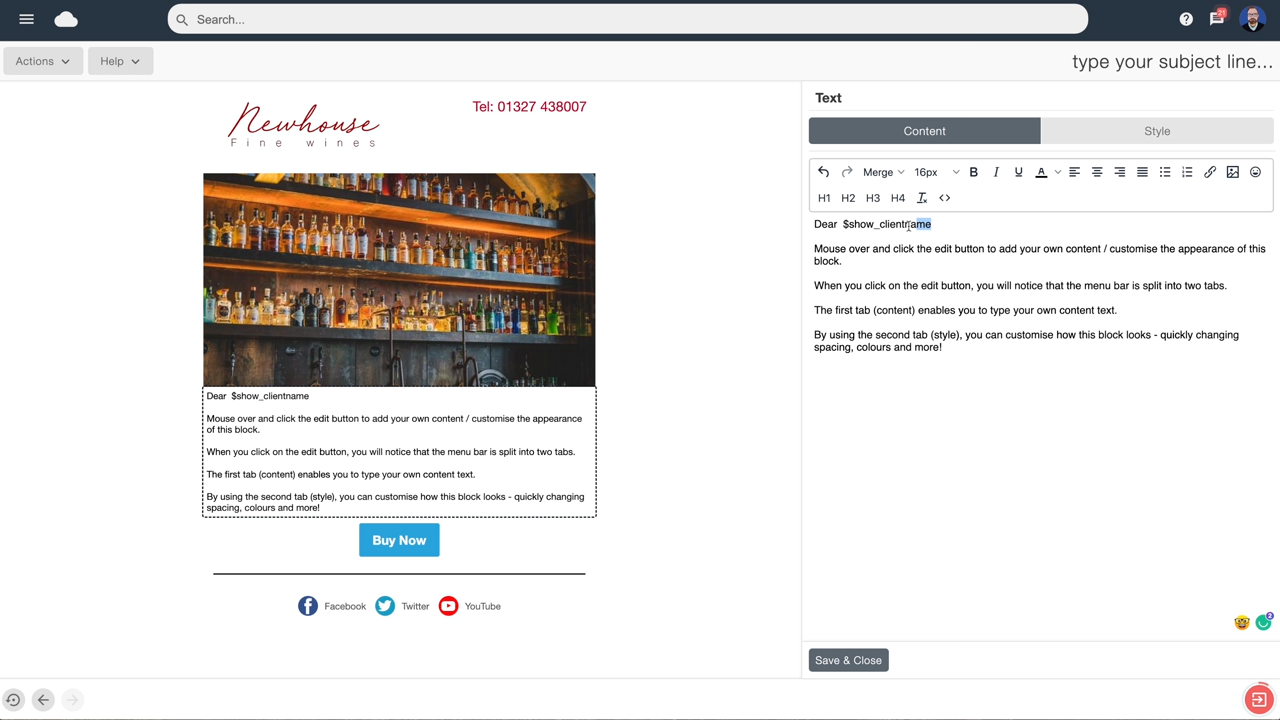 Search...
21
Actions
Help
type your subject line...
Newhouse
Fine wines
Tel: 01327 438007
Dear $show_clientname
Mouse over and click the edit button to add your own content / customise the appearance
of this block.
When you click on the edit button, you will notice that the menu bar is split into two tabs.
The first tab (content) enables you to type your own content text.
By using the second tab (style), you can customise how this block looks - quickly changing
spacing, colours and more!
Buy Now
Facebook
Twitter
YouTube
Text
Content
Style
Merge
16px
B
I
U
A
H1
H2
H3
H4
Dear $show_clientname
Mouse over and click the edit button to add your own content / customise the appearance of this
block.
When you click on the edit button, you will notice that the menu bar is split into two tabs.
The first tab (content) enables you to type your own content text.
By using the second tab (style), you can customise how this block looks - quickly changing
spacing, colours and more!
2
Save & Close